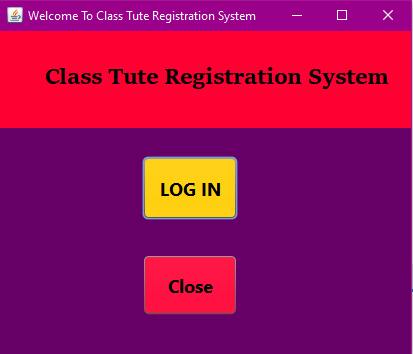 Welcome To Class Tute Registration System
Class Tute Registration System
LOG IN
Close